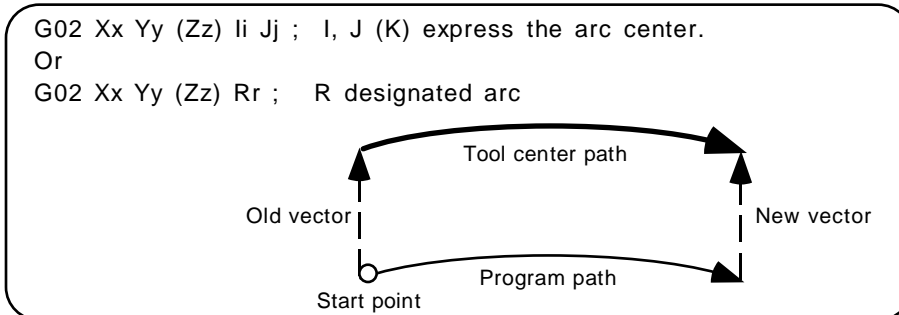 G02 Xx Yy (Zz) Ii Jj ; I, J (K) express the arc center.
Or
G02 Xx Yy (Zz) Rr ; R designated arc
Tool center path
Old vector
New vector
Program path
Start point